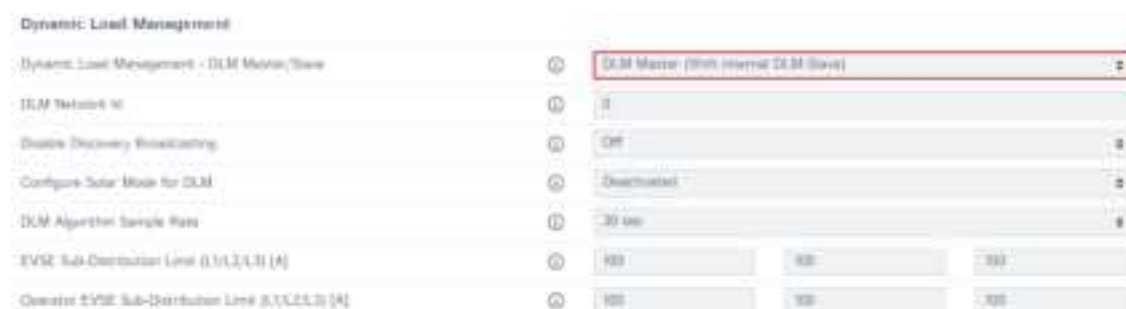 Dynamic Load Management
Dynamic Load Management - DLM Master/Slave DLM Master (With internal DLM-Slave)
DLM Network Id 0
Disable Discovery Broadcasting Off
Configure Solar Mode for DLM Deactivated
DLM Algorithm Sample Rate 30 sec
EVSE Sub-Distribution Limit (L1/L2/L3) [A] 100 100 100
Operator EVSE Sub-Distribution Limit (L1/L2/L3) [A] 100 100 100